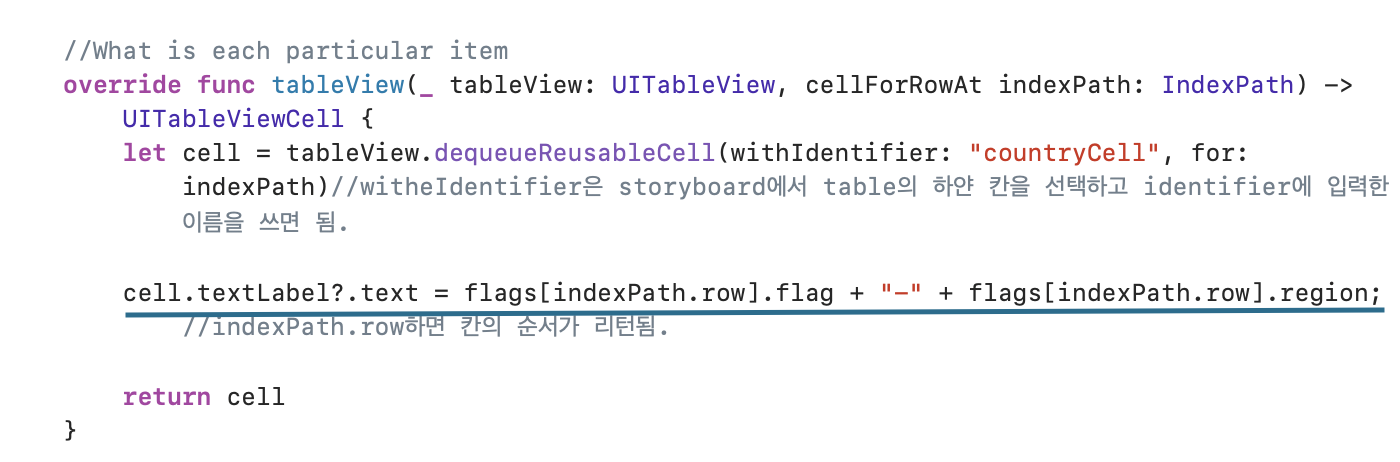 //What is each particular item
override func tableView(_ tableView: UITableView, cellForRowAt indexPath: IndexPath) ->
UITableViewCell {
let cell = tableView.dequeueReusableCell(withIdentifier: "countryCell", for:
indexPath)//witheIdentifier은 storyboard에서 table의 하얀 칸을 선택하고 identifier에 입력한
이름을 쓰면 됨.
cell.textLabel?.text = flags[indexPath.row].flag + "-" + flags[indexPath.row].region;
//indexPath.row하면 칸의 순서가 리턴됨.
return cell
}